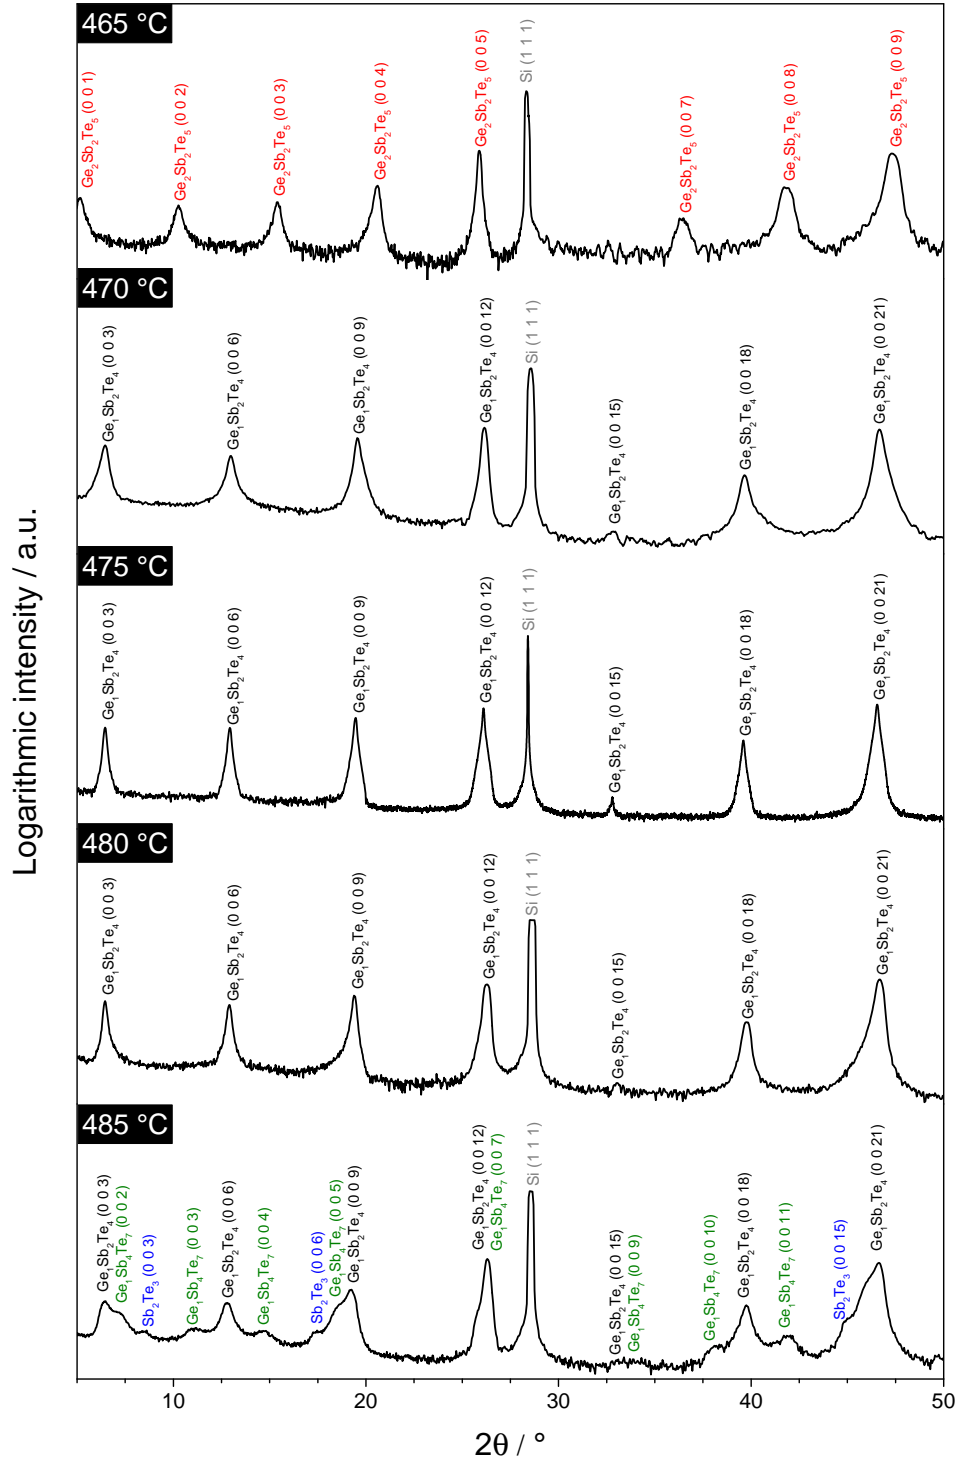 465 °C
Ge₂Sb₂Te₅ (0 0 1)
Ge₂Sb₂Te₅ (0 0 2)
Ge₂Sb₂Te₅ (0 0 3)
Ge₂Sb₂Te₅ (0 0 4)
Ge₂Sb₂Te₅ (0 0 5)
Si (1 1 1)
Ge₂Sb₂Te₅ (0 0 7)
Ge₂Sb₂Te₅ (0 0 8)
Ge₂Sb₂Te₅ (0 0 9)
470 °C
Ge₁Sb₂Te₄ (0 0 3)
Ge₁Sb₂Te₄ (0 0 6)
Ge₁Sb₂Te₄ (0 0 9)
Ge₁Sb₂Te₄ (0 0 12)
Si (1 1 1)
Ge₁Sb₂Te₄ (0 0 15)
Ge₁Sb₂Te₄ (0 0 18)
Ge₁Sb₂Te₄ (0 0 21)
475 °C
Ge₁Sb₂Te₄ (0 0 3)
Ge₁Sb₂Te₄ (0 0 6)
Ge₁Sb₂Te₄ (0 0 9)
Ge₁Sb₂Te₄ (0 0 12)
Si (1 1 1)
Ge₁Sb₂Te₄ (0 0 15)
Ge₁Sb₂Te₄ (0 0 18)
Ge₁Sb₂Te₄ (0 0 21)
480 °C
Ge₁Sb₂Te₄ (0 0 3)
Ge₁Sb₂Te₄ (0 0 6)
Ge₁Sb₂Te₄ (0 0 9)
Ge₁Sb₂Te₄ (0 0 12)
Si (1 1 1)
Ge₁Sb₂Te₄ (0 0 15)
Ge₁Sb₂Te₄ (0 0 18)
Ge₁Sb₂Te₄ (0 0 21)
485 °C
Ge₁Sb₂Te₄ (0 0 3)
Ge₁Sb₄Te₇ (0 0 2)
Sb₂Te₃ (0 0 3)
Ge₁Sb₄Te₇ (0 0 3)
Ge₁Sb₂Te₄ (0 0 6)
Ge₁Sb₄Te₇ (0 0 4)
Sb₂Te₃ (0 0 6)
Ge₁Sb₄Te₇ (0 0 5)
Ge₁Sb₂Te₄ (0 0 9)
Ge₁Sb₂Te₄ (0 0 12)
Ge₁Sb₄Te₇ (0 0 7)
Si (1 1 1)
Ge₁Sb₂Te₄ (0 0 15)
Ge₁Sb₄Te₇ (0 0 9)
Ge₁Sb₄Te₇ (0 0 10)
Ge₁Sb₂Te₄ (0 0 18)
Ge₁Sb₄Te₇ (0 0 11)
Sb₂Te₃ (0 0 15)
Ge₁Sb₂Te₄ (0 0 21)
Logarithmic intensity / a.u.
10 20 30 40 50
2θ / °